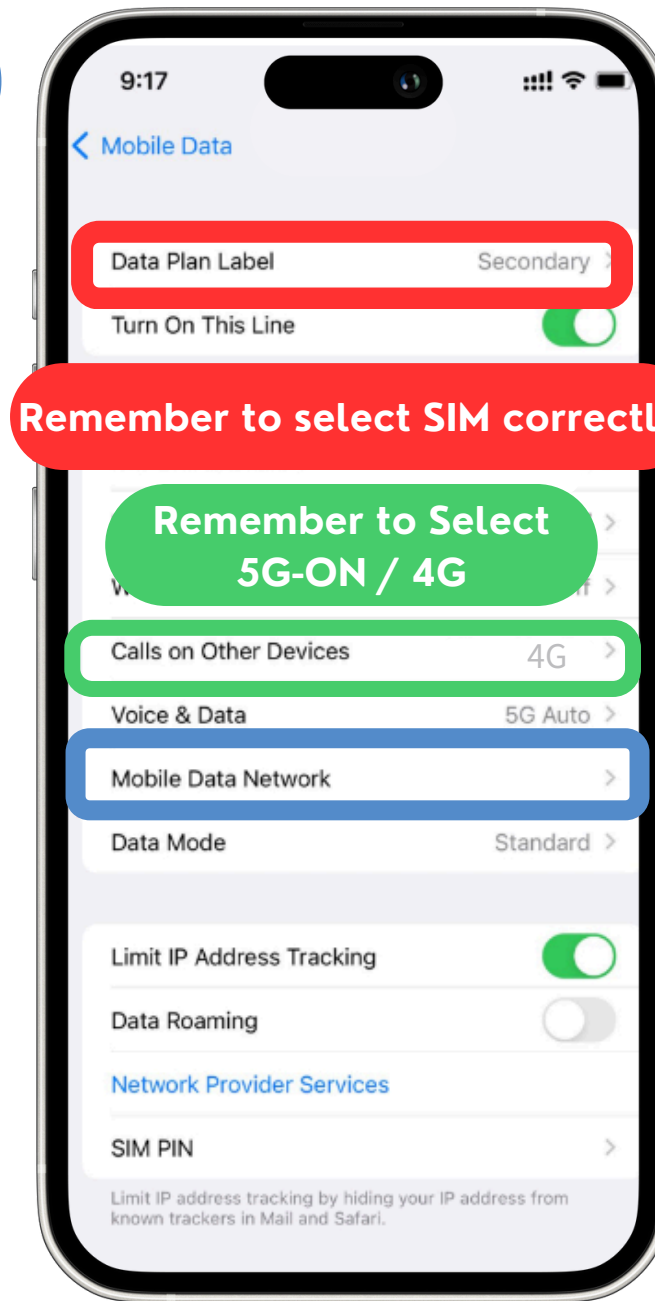 9:17
Mobile Data
Data Plan Label Secondary
Turn On This Line
Remember to select SIM correctl
Remember to Select
5G-ON / 4G
Calls on Other Devices 4G
Voice & Data 5G Auto
Mobile Data Network
Data Mode Standard
Limit IP Address Tracking
Data Roaming
Network Provider Services
SIM PIN
Limit IP address tracking by hiding your IP address from
known trackers in Mail and Safari.